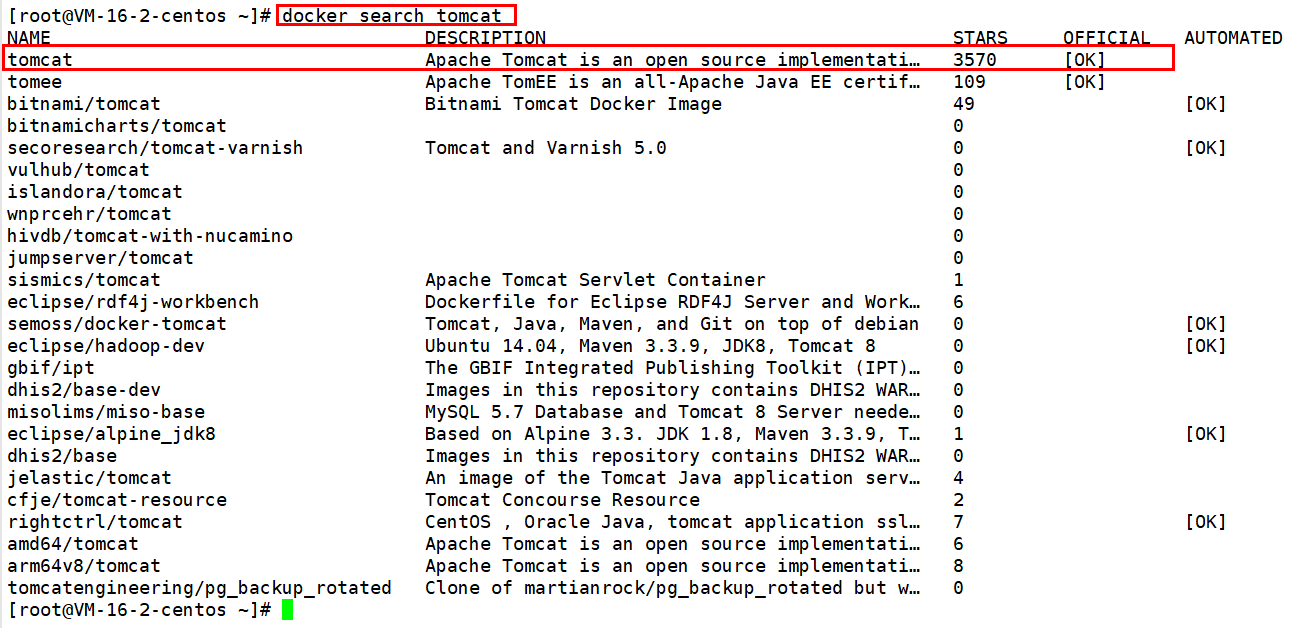 [root@VM-16-2-centos ~]# docker search tomcat
NAME DESCRIPTION STARS OFFICIAL AUTOMATED
tomcat Apache Tomcat is an open source implementati… 3570 [OK]
tomee Apache TomEE is an all-Apache Java EE certif… 109 [OK]
bitnami/tomcat Bitnami Tomcat Docker Image 49 [OK]
bitnamicharts/tomcat 0
secoresearch/tomcat-varnish Tomcat and Varnish 5.0 0 [OK]
vulhub/tomcat 0
islandora/tomcat 0
wnprcehr/tomcat 0
hivdb/tomcat-with-nucamino 0
jumpserver/tomcat 0
sismics/tomcat Apache Tomcat Servlet Container 1
eclipse/rdf4j-workbench Dockerfile for Eclipse RDF4J Server and Work… 6
semoss/docker-tomcat Tomcat, Java, Maven, and Git on top of debian 0 [OK]
eclipse/hadoop-dev Ubuntu 14.04, Maven 3.3.9, JDK8, Tomcat 8 0 [OK]
gbif/ipt The GBIF Integrated Publishing Toolkit (IPT)… 0
dhis2/base-dev Images in this repository contains DHIS2 WAR… 0
misolims/miso-base MySQL 5.7 Database and Tomcat 8 Server neede… 0
eclipse/alpine_jdk8 Based on Alpine 3.3. JDK 1.8, Maven 3.3.9, T… 1 [OK]
dhis2/base Images in this repository contains DHIS2 WAR… 0
jelastic/tomcat An image of the Tomcat Java application serv… 4
cfje/tomcat-resource Tomcat Concourse Resource 2
rightctrl/tomcat CentOS , Oracle Java, tomcat application ssl… 7 [OK]
amd64/tomcat Apache Tomcat is an open source implementati… 6
arm64v8/tomcat Apache Tomcat is an open source implementati… 8
tomcatengineering/pg_backup_rotated Clone of martianrock/pg_backup_rotated but w… 0
[root@VM-16-2-centos ~]#